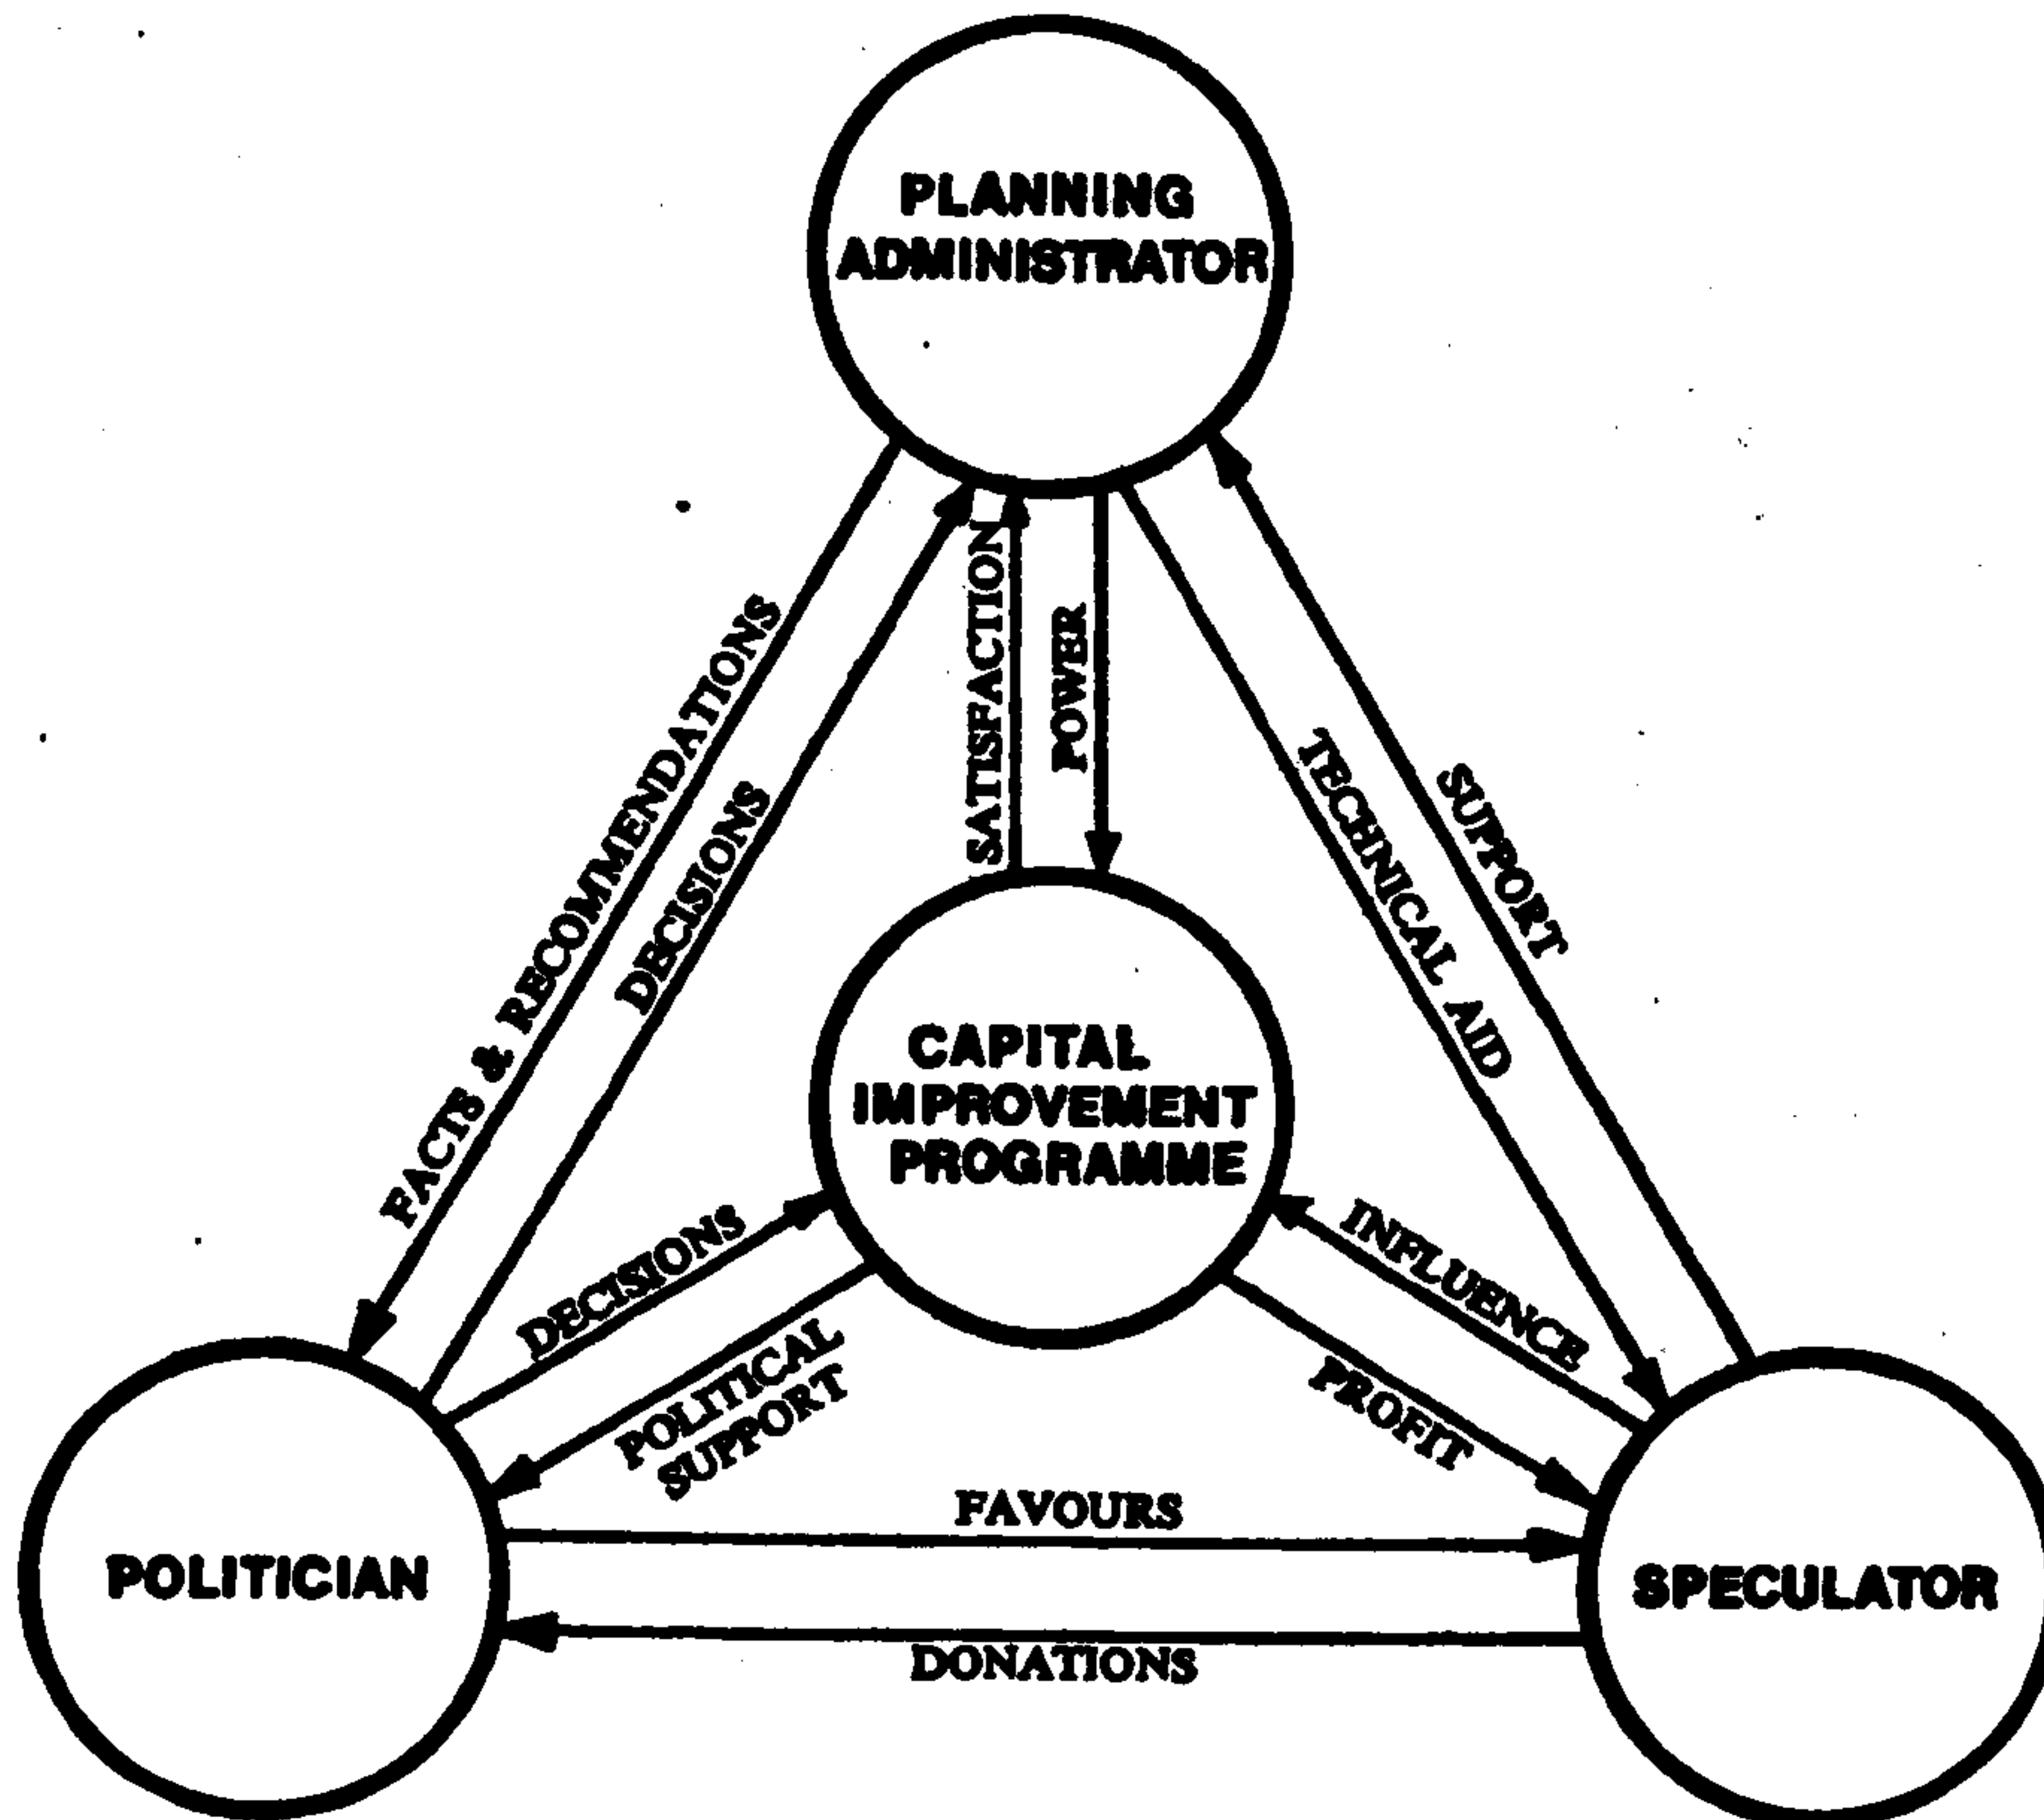 PLANNING
ADMINISTRATOR
SATISFACTION
POWER
FACTS & RECOMMENDATIONS
DECISIONS
TECHNICAL AID
SUPPORT
CAPITAL
IMPROVEMENT
PROGRAMME
DECISIONS
POLITICAL
SUPPORT
INFLUENCE
PROFIT
FAVOURS
POLITICIAN
SPECULATOR
DONATIONS